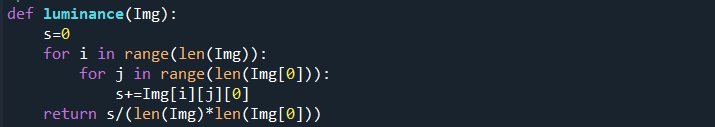 def luminance(Img):
    s=0
    for i in range(len(Img)):
        for j in range(len(Img[0])):
            s+=Img[i][j][0]
    return s/(len(Img)*len(Img[0]))